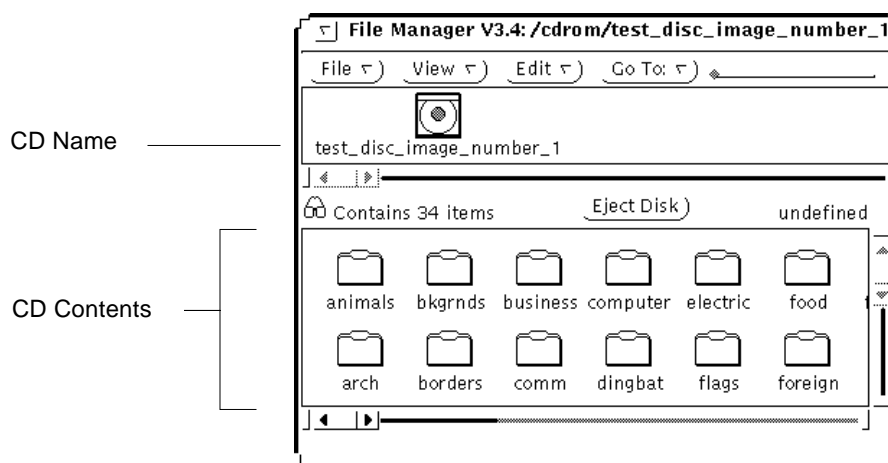 File Manager V3.4: /cdrom/test_disc_image_number_1
File View Edit Go To:
CD Name
test_disc_image_number_1
Contains 34 items Eject Disk undefined
CD Contents
animals bkgrnds business computer electric food
arch borders comm dingbat flags foreign